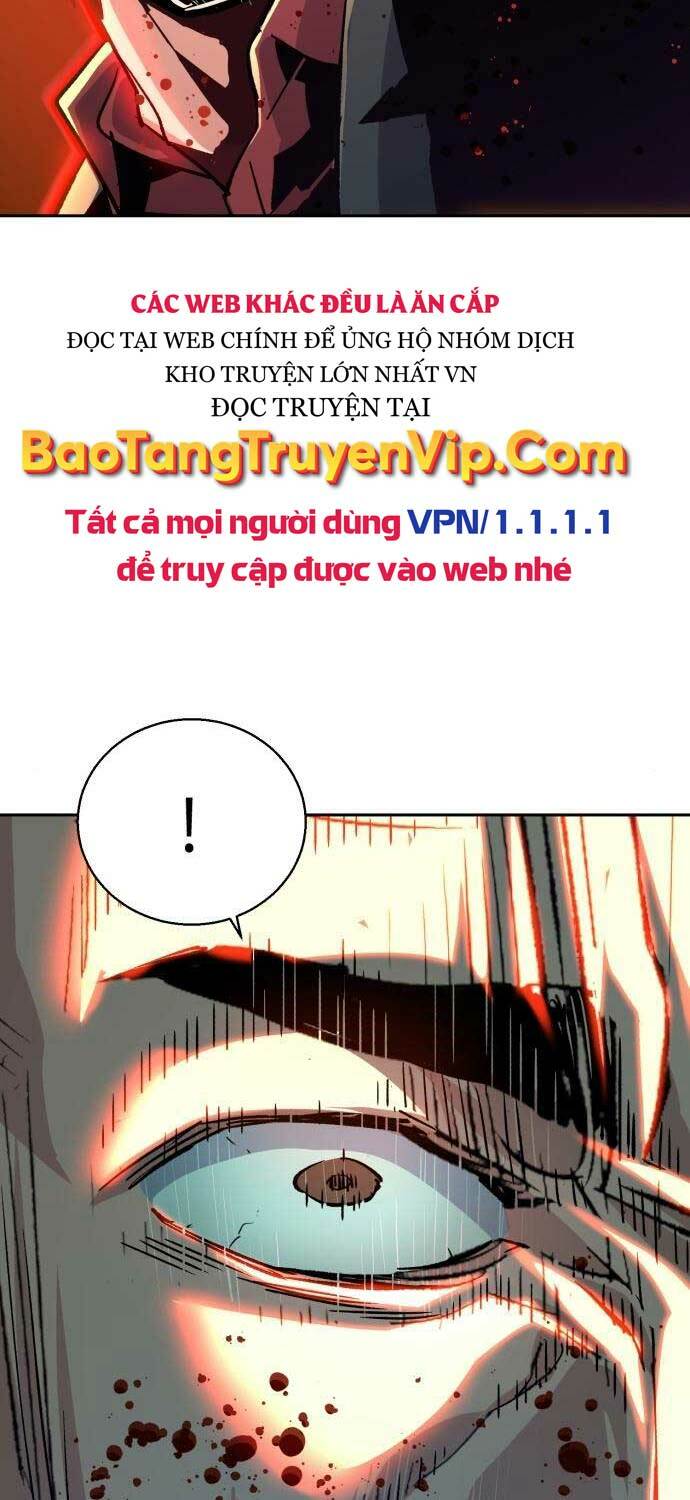 CÁC WEB KHÁC ĐỀU LÀ ĂN CẮP
ĐỌC TẠI WEB CHÍNH ĐỂ ỦNG HỘ NHÓM DỊCH
KHO TRUYỆN LỚN NHẤT VN
ĐỌC TRUYỆN TẠI
BaoTangTruyenVip.Com
Tất cả mọi người dùng VPN/1.1.1.1
để truy cập được vào web nhé
!